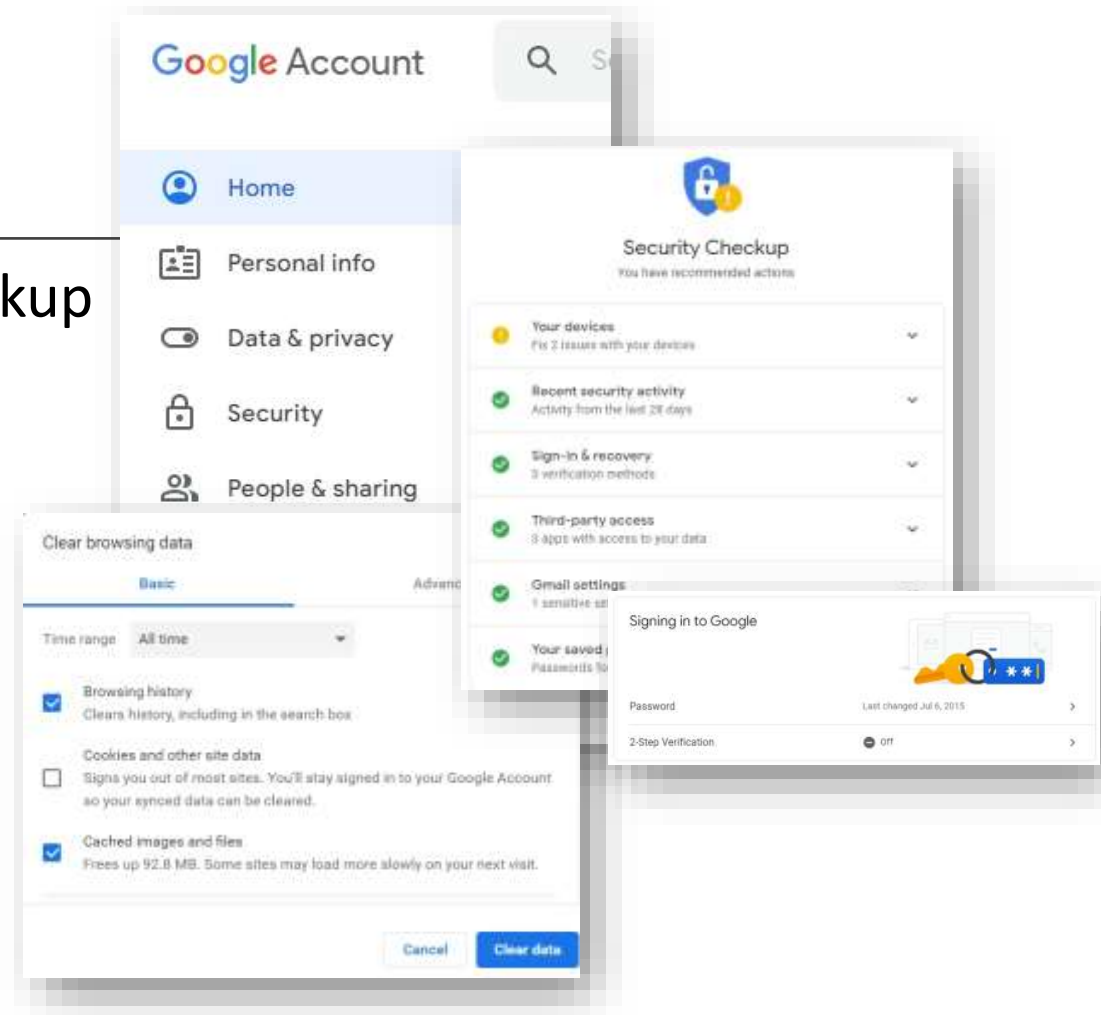 Google Account
Home
Personal info
Data & privacy
Security
People & sharing
kup
Security Checkup
You have recommended actions
Your devices
Fix 2 issues with your devices
Recent security activity
Activity from the last 28 days
Sign-in & recovery
3 verification methods
Third-party access
3 apps with access to your data
Gmail settings
1 sensitive
Your saved
Passwords
Signing in to Google
**
Password
Last changed Jul 6, 2015
2-Step Verification
Off
Clear browsing data
Basic
Advanc
Time range
All time
Browsing history
Clears history, including in the search box
Cookies and other site data
Signs you out of most sites. You'll stay signed in to your Google Account
so your synced data can be cleared.
Cached images and files
Frees up 92.8 MB. Some sites may load more slowly on your next visit.
Cancel
Clear data